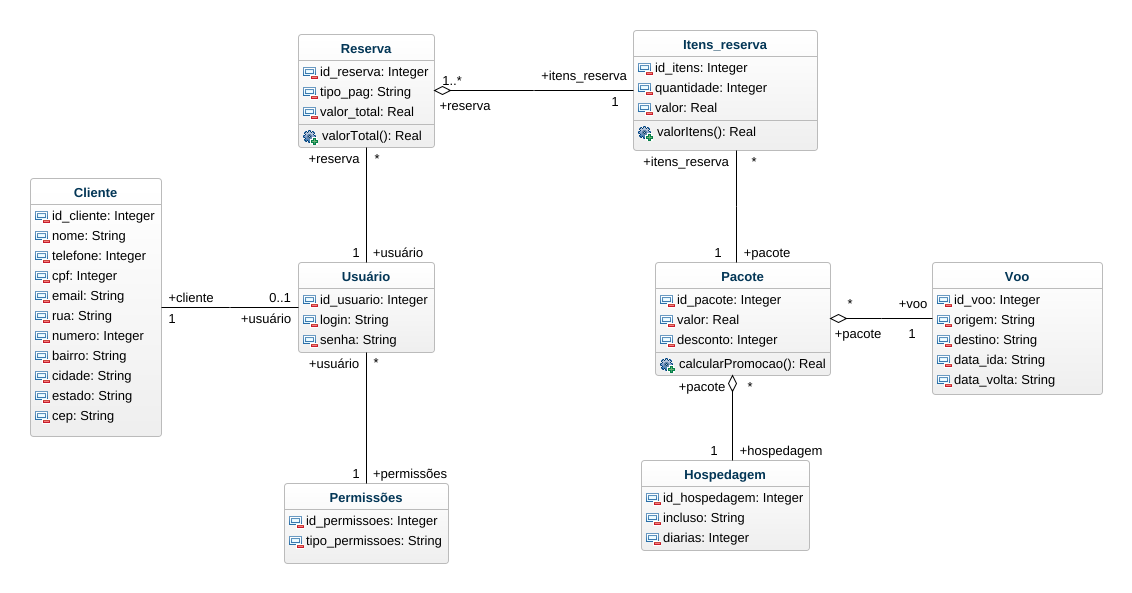 Reserva
id_reserva: Integer
tipo_pag: String
valor_total: Real
valorTotal(): Real
1..*
+reserva
+itens_reserva
1
Itens_reserva
id_itens: Integer
quantidade: Integer
valor: Real
valorItens(): Real
+reserva
*
1
+usuário
+itens_reserva
*
1
+pacote
Cliente
id_cliente: Integer
nome: String
telefone: Integer
cpf: Integer
email: String
rua: String
numero: Integer
bairro: String
cidade: String
estado: String
cep: String
+cliente
1
0..1
+usuário
Usuário
id_usuario: Integer
login: String
senha: String
+usuário
*
1
+permissões
Permissões
id_permissoes: Integer
tipo_permissoes: String
Pacote
id_pacote: Integer
valor: Real
desconto: Integer
calcularPromocao(): Real
*
+pacote
+voo
1
Voo
id_voo: Integer
origem: String
destino: String
data_ida: String
data_volta: String
+pacote
*
1
+hospedagem
Hospedagem
id_hospedagem: Integer
incluso: String
diarias: Integer